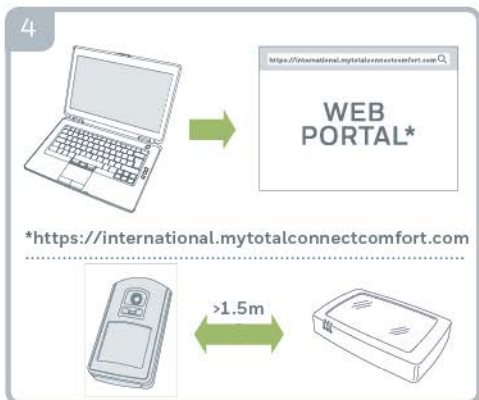 4
https://international.mytotalconnectcomfort.com
WEB
PORTAL*
*https://international.mytotalconnectcomfort.com
>1.5m